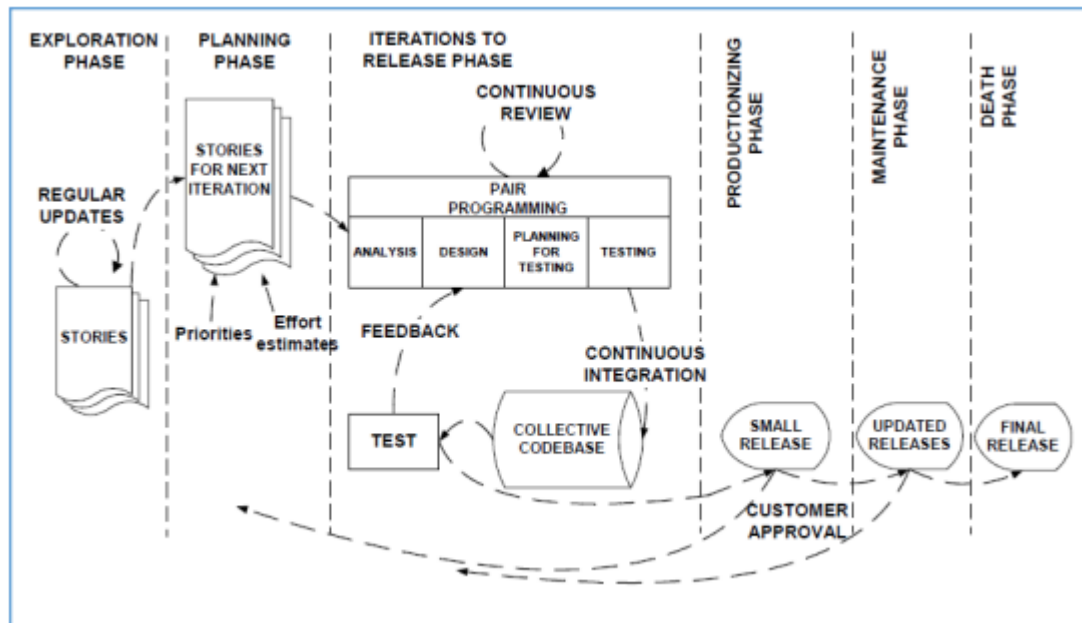 EXPLORATION
PHASE
PLANNING
PHASE
ITERATIONS TO
RELEASE PHASE
PRODUCTIONIZING
PHASE
MAINTENANCE
PHASE
DEATH
PHASE
CONTINUOUS
REVIEW
STORIES
FOR NEXT
ITERATION
REGULAR
UPDATES
PAIR
PROGRAMMING
ANALYSIS
DESIGN
PLANNING
FOR
TESTING
TESTING
STORIES
Priorities
Effort
estimates
FEEDBACK
CONTINUOUS
INTEGRATION
TEST
COLLECTIVE
CODEBASE
SMALL
RELEASE
UPDATED
RELEASES
FINAL
RELEASE
CUSTOMER
APPROVAL